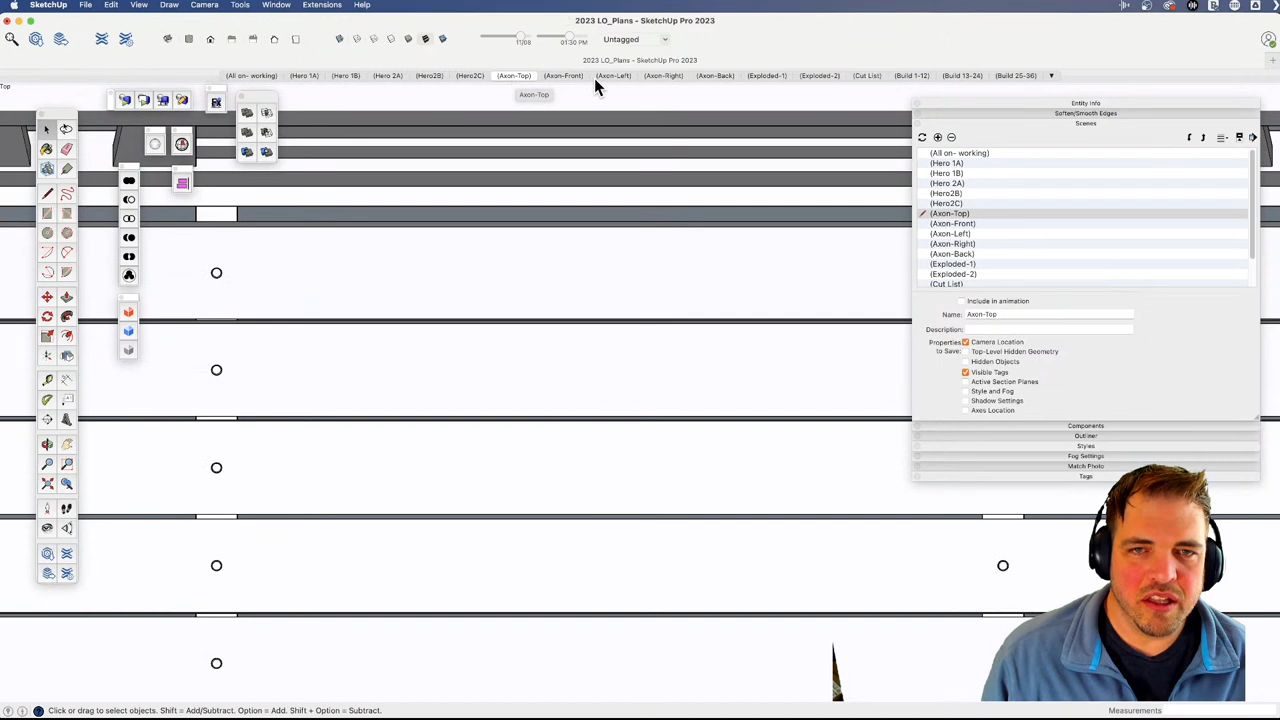 SketchUp File Edit View Draw Camera Tools Window Extensions Help
2023 LO_Plans - SketchUp Pro 2023
11/08 01:30 PM Untagged
2023 LO_Plans - SketchUp Pro 2023
(All on- working) (Hero 1A) (Hero 1B) (Hero 2A) (Hero2B) (Hero2C) (Axon-Top) (Axon-Front) (Axon-Left) (Axon-Right) (Axon-Back) (Exploded-1) (Exploded-2) (Cut List) (Build 1-12) (Build 13-24) (Build 25-36)
Top
Axon-Top
Entity Info
Soften/Smooth Edges
Scenes
(All on- working)
(Hero 1A)
(Hero 1B)
(Hero 2A)
(Hero2B)
(Hero2C)
(Axon-Top)
(Axon-Front)
(Axon-Left)
(Axon-Right)
(Axon-Back)
(Exploded-1)
(Exploded-2)
(Cut List)
Include in animation
Name: Axon-Top
Description:
Properties to Save:
Camera Location
Top-Level Hidden Geometry
Hidden Objects
Visible Tags
Active Section Planes
Style and Fog
Shadow Settings
Axes Location
Components
Outliner
Styles
Fog Settings
Match Photo
Tags
Click or drag to select objects. Shift = Add/Subtract. Option = Add. Shift + Option = Subtract.
Measurements